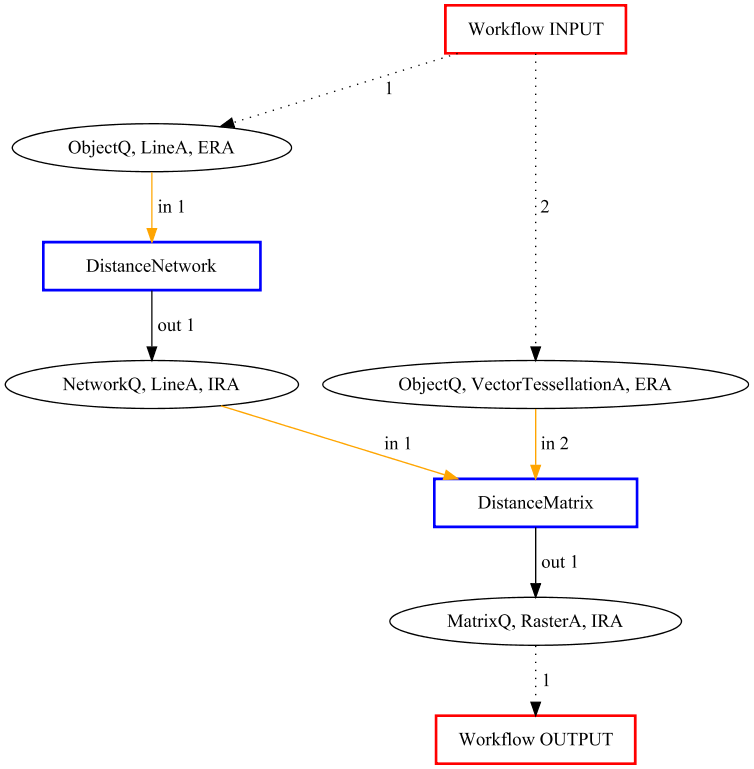 Workflow INPUT
1
ObjectQ, LineA, ERA
in 1
2
DistanceNetwork
out 1
NetworkQ, LineA, IRA
ObjectQ, VectorTessellationA, ERA
in 1
in 2
DistanceMatrix
out 1
MatrixQ, RasterA, IRA
1
Workflow OUTPUT